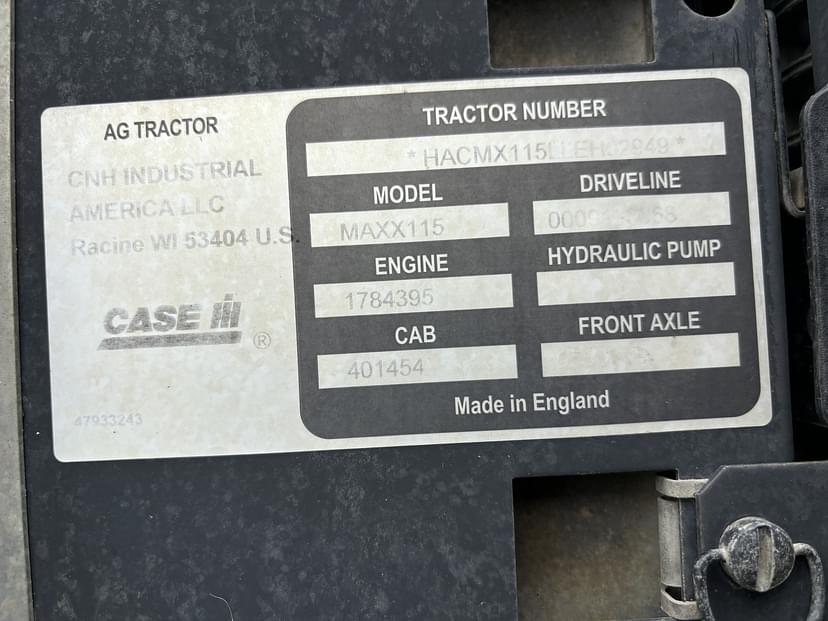 AG TRACTOR
CNH INDUSTRIAL
AMERICA LLC
Racine WI 53404 U.S.
CASE IH ®
47933243
TRACTOR NUMBER
MODEL
MAXX115
DRIVELINE
ENGINE
1784395
HYDRAULIC PUMP
CAB
401454
FRONT AXLE
Made in England